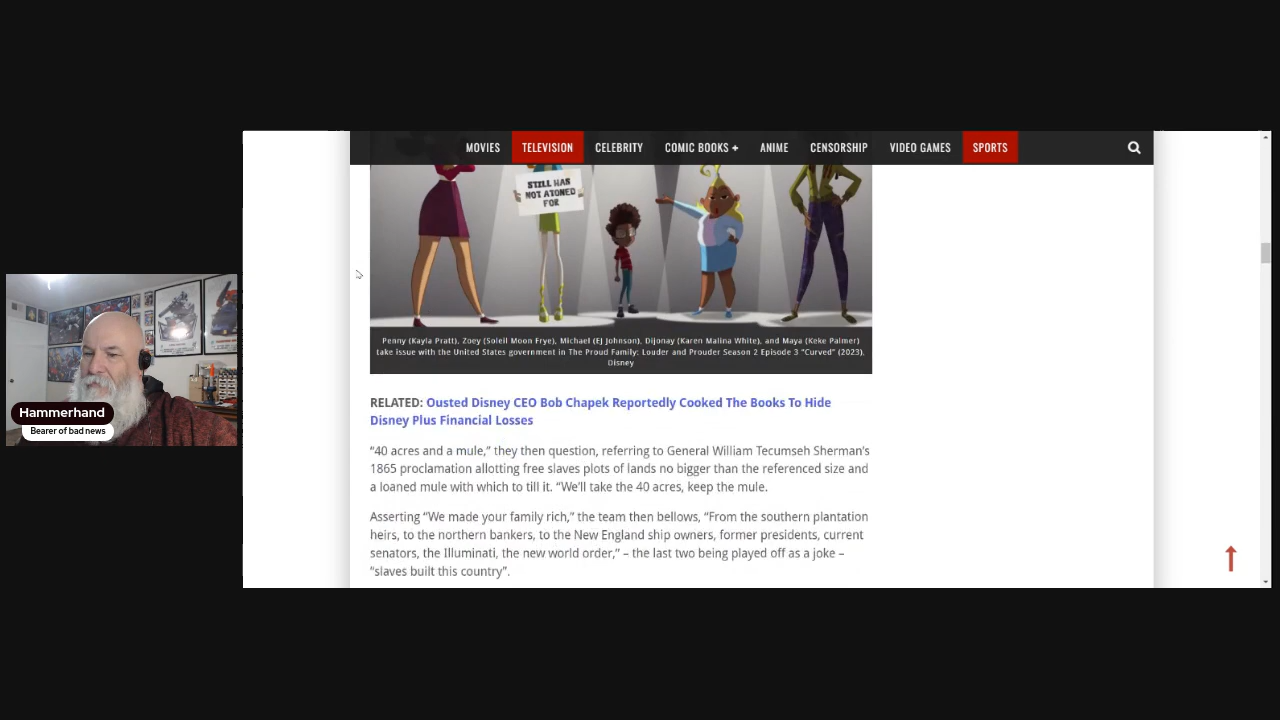 MOVIES TELEVISION CELEBRITY COMIC BOOKS + ANIME CENSORSHIP VIDEO GAMES SPORTS
STILL HAS
NOT ATONED
FOR
Penny (Kayla Pratt), Zoey (Soleil Moon Frye), Michael (EJ Johnson), Dijonay (Karen Malina White), and Maya (Keke Palmer)
take issue with the United States government in The Proud Family: Louder and Prouder Season 2 Episode 3 "Curved" (2023),
Disney
RELATED: Ousted Disney CEO Bob Chapek Reportedly Cooked The Books To Hide
Disney Plus Financial Losses
“40 acres and a mule,” they then question, referring to General William Tecumseh Sherman’s
1865 proclamation allotting free slaves plots of lands no bigger than the referenced size and
a loaned mule with which to till it. “We’ll take the 40 acres, keep the mule.
Asserting “We made your family rich,” the team then bellows, “From the southern plantation
heirs, to the northern bankers, to the New England ship owners, former presidents, current
senators, the Illuminati, the new world order,” – the last two being played off as a joke –
“slaves built this country”.
Hammerhand
Bearer of bad news